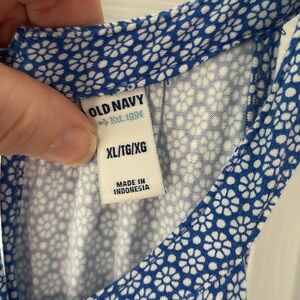 OLD NAVY
Est. 1994
XL/TG/XG
MADE IN
INDONESIA